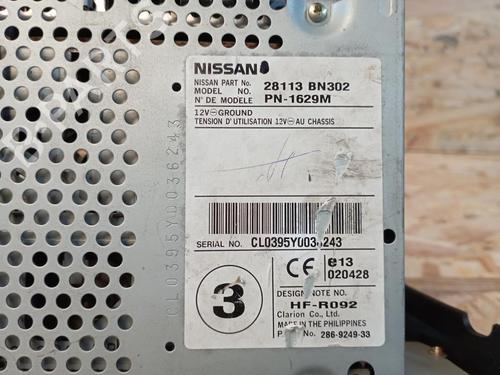 NISSAN
NISSAN PART No. 28113 BN302
MODEL NO. PN-1629M
N° DE MODELE
12V⊖GROUND
TENSION D'UTILISATION 12V⊖AU CHASSIS
SERIAL NO. CL0395Y0036243
3
CE e13
020428
DESIGN NOTE NO.
HF-R092
Clarion Co., Ltd.
MADE IN THE PHILIPPINES
286-9249-33
CL0395Y0036243